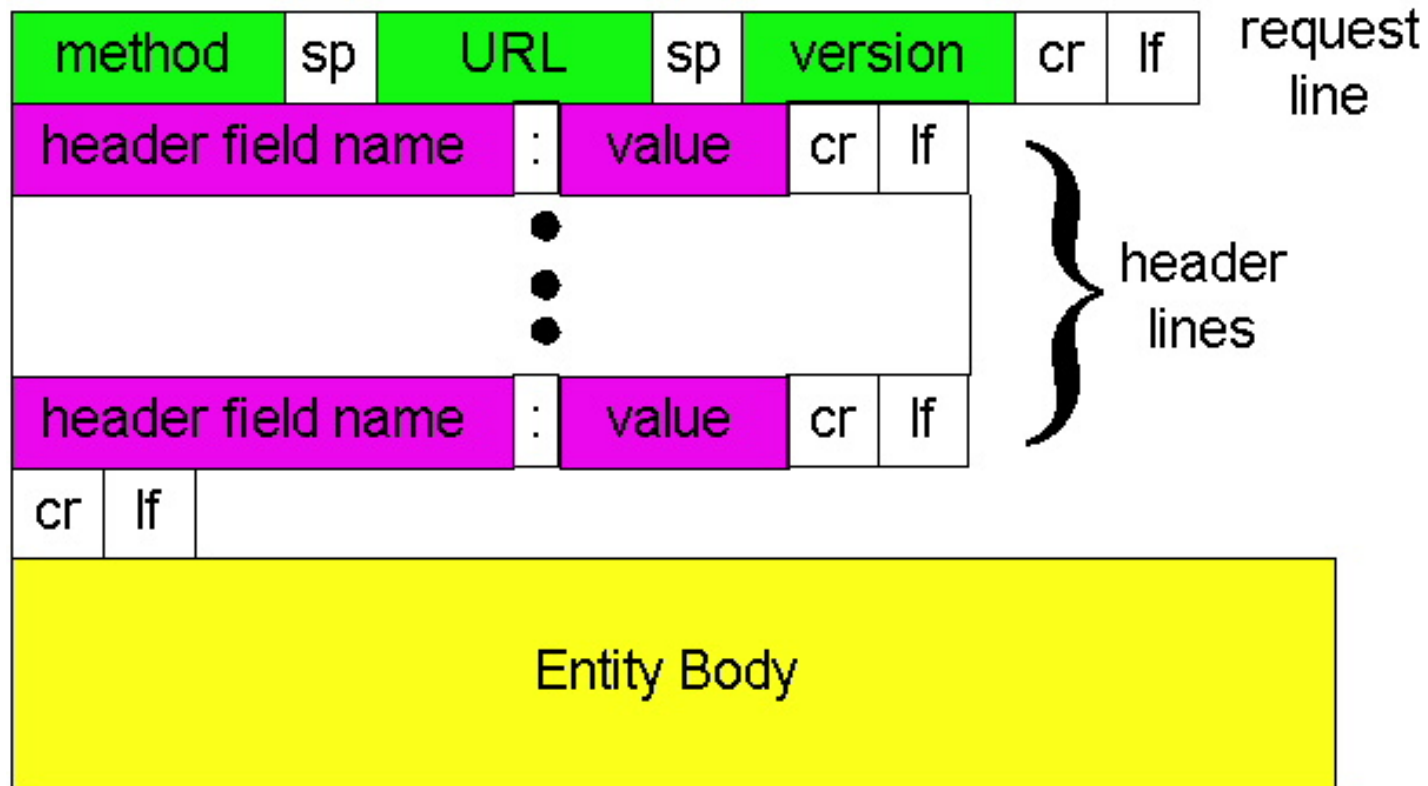 method sp URL sp version cr lf request line
header field name : value cr lf
header lines
header field name : value cr lf
cr lf
Entity Body